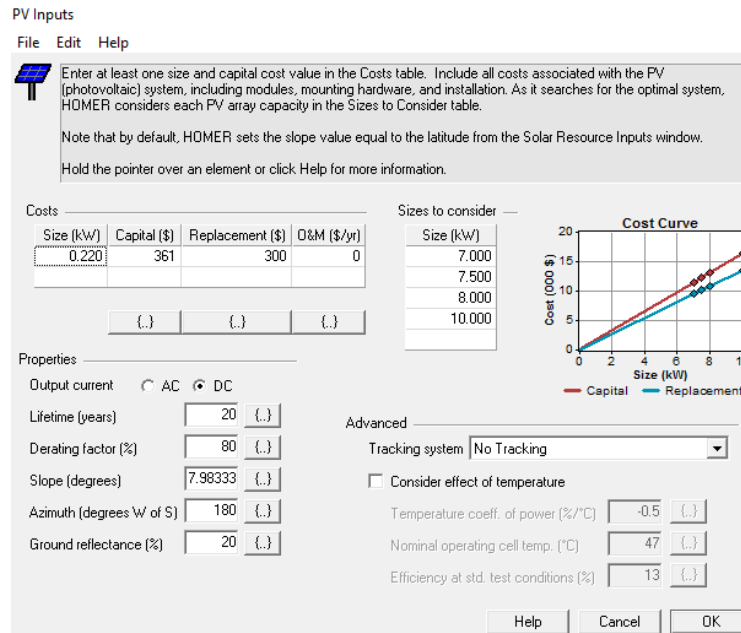 PV Inputs
File Edit Help
Enter at least one size and capital cost value in the Costs table. Include all costs associated with the PV
(photovoltaic) system, including modules, mounting hardware, and installation. As it searches for the optimal system,
HOMER considers each PV array capacity in the Sizes to Consider table.
Note that by default, HOMER sets the slope value equal to the latitude from the Solar Resource Inputs window.
Hold the pointer over an element or click Help for more information.
Costs
Size (kW) Capital ($) Replacement ($) O&M ($/yr)
0.220 361 300 0
{..} {..} {..}
Sizes to consider
Size (kW)
7.000
7.500
8.000
10.000
Cost Curve
Cost (000 $)
20
15
10
5
0
0 2 4 6 8
Size (kW)
Capital Replacement
Properties
Output current AC DC
Lifetime (years) 20 {..}
Derating factor (%) 80 {..}
Slope (degrees) 7.98333 {..}
Azimuth (degrees W of S) 180 {..}
Ground reflectance (%) 20 {..}
Advanced
Tracking system No Tracking
Consider effect of temperature
Temperature coeff. of power (%/°C) -0.5 {..}
Nominal operating cell temp. (°C) 47 {..}
Efficiency at std. test conditions (%) 13 {..}
Help Cancel OK